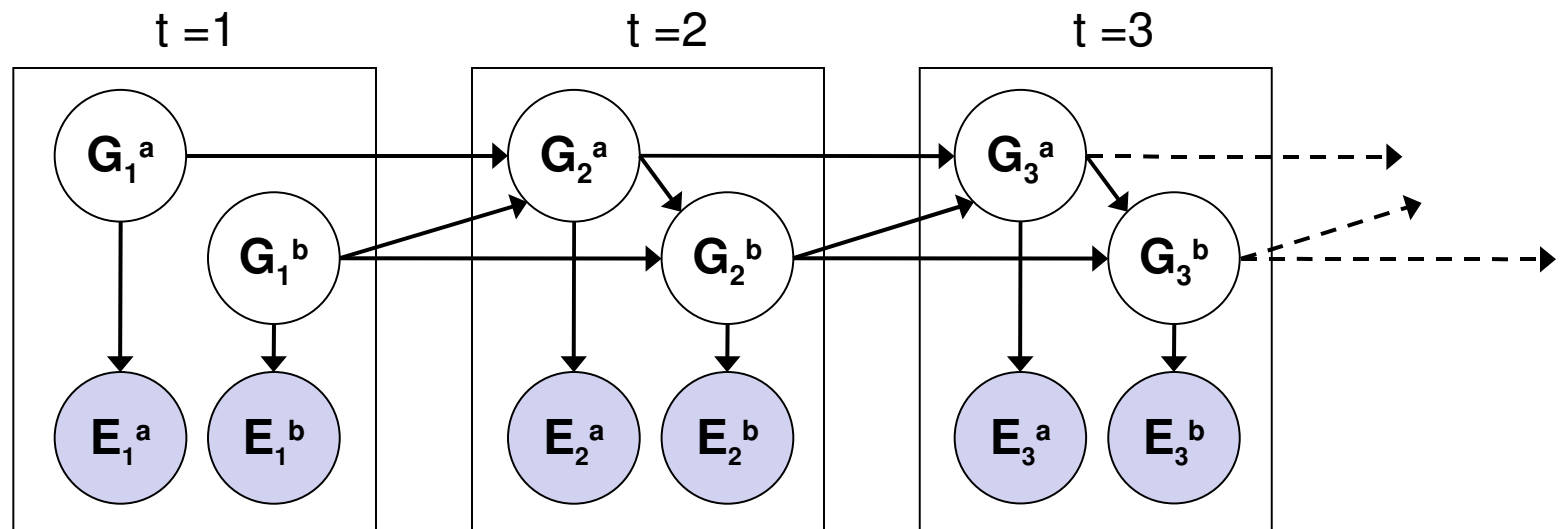 t =1
t =2
t =3
G₁ᵃ
G₂ᵃ
G₃ᵃ
G₁ᵇ
G₂ᵇ
G₃ᵇ
E₁ᵃ
E₁ᵇ
E₂ᵃ
E₂ᵇ
E₃ᵃ
E₃ᵇ